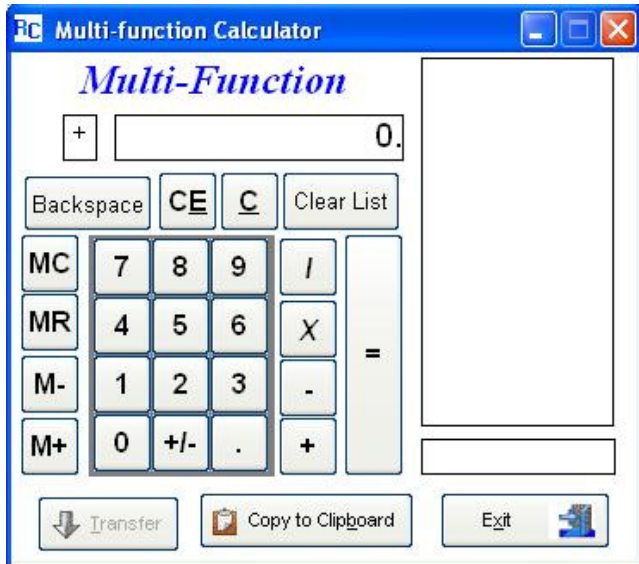 RC Multi-function Calculator
Multi-Function
+ 0.
Backspace CE C Clear List
MC 7 8 9 /
MR 4 5 6 X
=
M- 1 2 3 -
M+ 0 +/- . +
Transfer Copy to Clipboard Exit